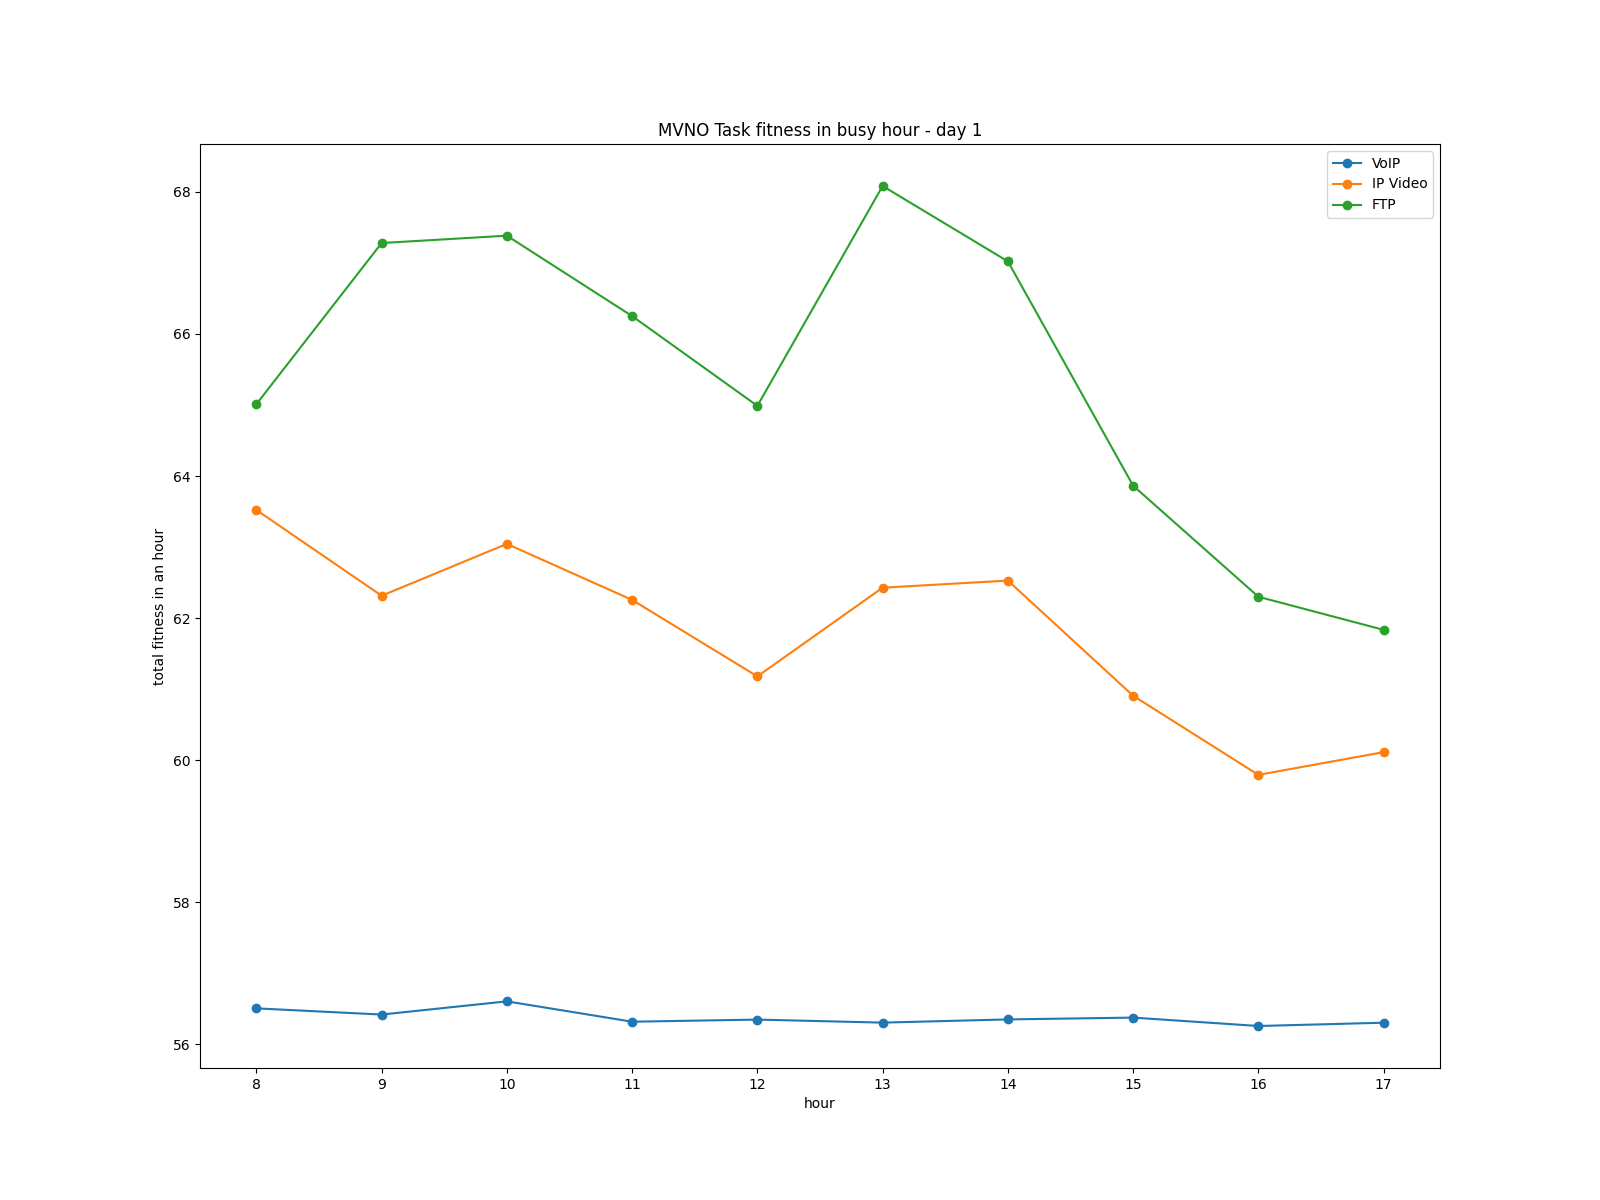 MVNO Task fitness in busy hour - day 1
VoIP
IP Video
FTP
68
66
64
62
60
58
56
total fitness in an hour
8 9 10 11 12 13 14 15 16 17
hour